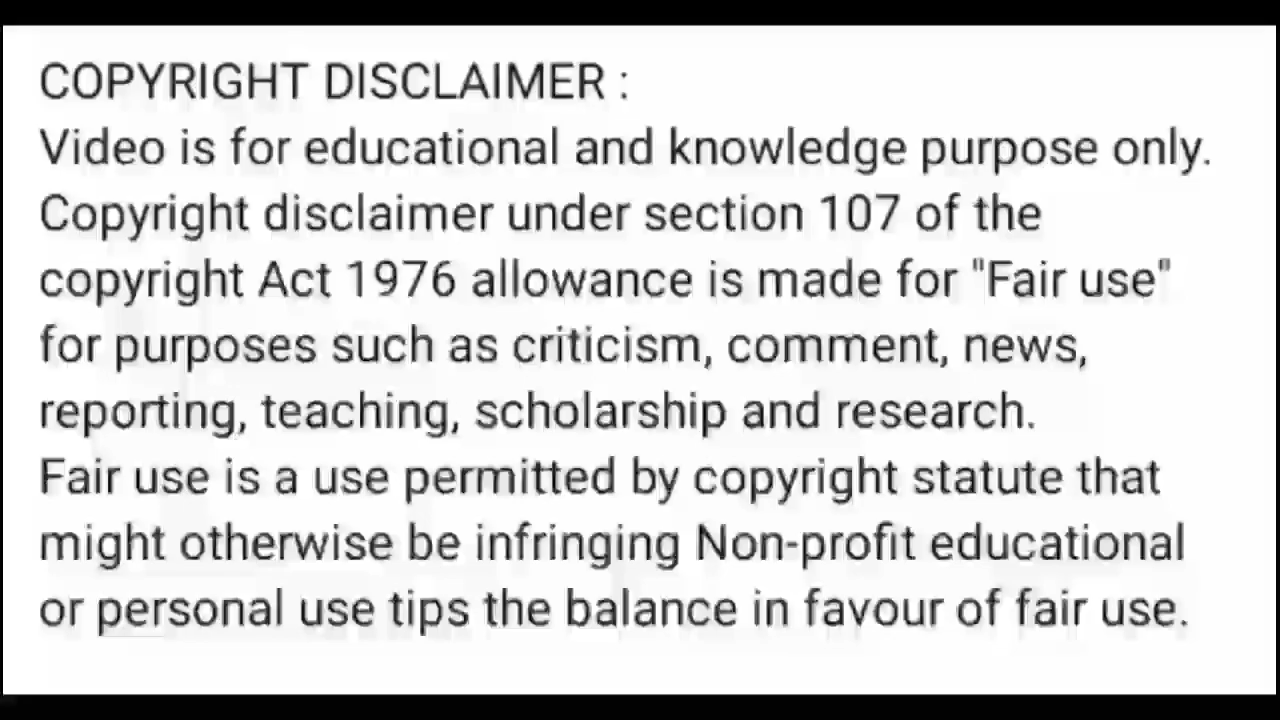 COPYRIGHT DISCLAIMER :
Video is for educational and knowledge purpose only.
Copyright disclaimer under section 107 of the
copyright Act 1976 allowance is made for "Fair use"
for purposes such as criticism, comment, news,
reporting, teaching, scholarship and research.
Fair use is a use permitted by copyright statute that
might otherwise be infringing Non-profit educational
or personal use tips the balance in favour of fair use.